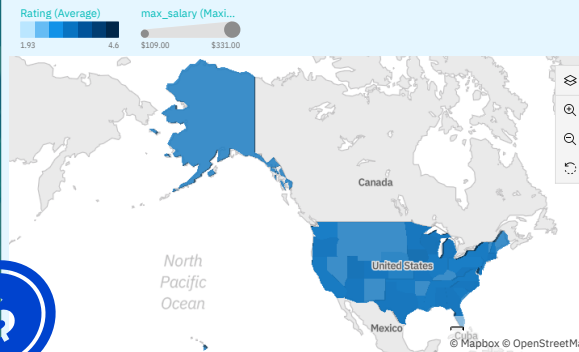 Rating (Average)
max_salary (Maxi...
1.93
4.6
$109.00
$331.00
Canada
United States
North
Pacific
Ocean
Mexico
Cuba
© Mapbox © OpenStreetMa